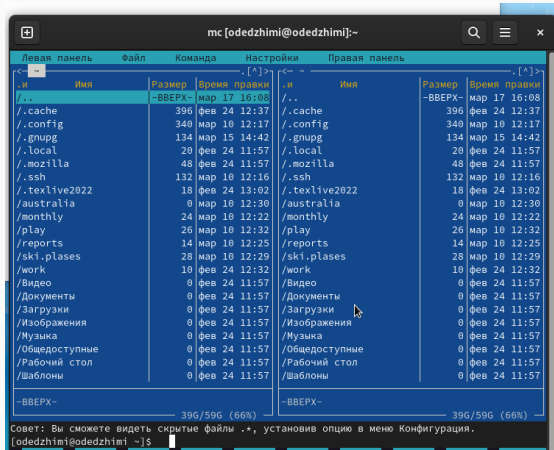 mc [odedzhimi@odedzhimi]:~
Левая панель Файл Команда Настройки Правая панель
<— ~ —.[^]> <— ~ —.[^]>
.и Имя Размер Время правки .и Имя Размер Время правки
/.. -ВВЕРХ- мар 17 16:08 /.. -ВВЕРХ- мар 17 16:08
/.cache 396 фев 24 12:37 /.cache 396 фев 24 12:37
/.config 340 мар 10 12:17 /.config 340 мар 10 12:17
/.gnupg 134 мар 15 14:42 /.gnupg 134 мар 15 14:42
/.local 20 фев 24 11:57 /.local 20 фев 24 11:57
/.mozilla 48 фев 24 11:57 /.mozilla 48 фев 24 11:57
/.ssh 132 мар 10 12:16 /.ssh 132 мар 10 12:16
/.texlive2022 18 фев 24 13:02 /.texlive2022 18 фев 24 13:02
/australia 0 мар 10 12:30 /australia 0 мар 10 12:30
/monthly 24 мар 10 12:22 /monthly 24 мар 10 12:22
/play 26 мар 10 12:32 /play 26 мар 10 12:32
/reports 14 мар 10 12:25 /reports 14 мар 10 12:25
/ski.plases 28 мар 10 12:29 /ski.plases 28 мар 10 12:29
/work 10 фев 24 12:32 /work 10 фев 24 12:32
/Видео 0 фев 24 11:57 /Видео 0 фев 24 11:57
/Документы 0 фев 24 11:57 /Документы 0 фев 24 11:57
/Загрузки 0 фев 24 11:57 /Загрузки 0 фев 24 11:57
/Изображения 0 фев 24 11:57 /Изображения 0 фев 24 11:57
/Музыка 0 фев 24 11:57 /Музыка 0 фев 24 11:57
/Общедоступные 0 фев 24 11:57 /Общедоступные 0 фев 24 11:57
/Рабочий стол 0 фев 24 11:57 /Рабочий стол 0 фев 24 11:57
/Шаблоны 0 фев 24 11:57 /Шаблоны 0 фев 24 11:57
-ВВЕРХ- -ВВЕРХ-
39G/59G (66%) 39G/59G (66%)
Совет: Вы сможете видеть скрытые файлы .*, установив опцию в меню Конфигурация.
[odedzhimi@odedzhimi ~]$